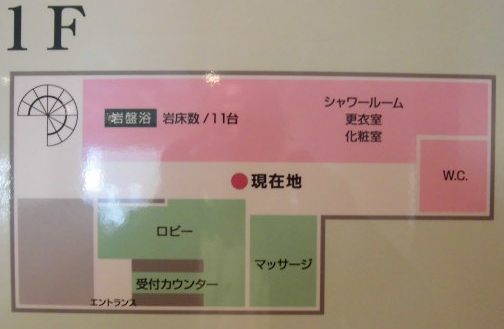 1F
岩盤浴 岩床数/11台
シャワールーム
更衣室
化粧室
W.C.
現在地
ロビー
マッサージ
受付カウンター
エントランス